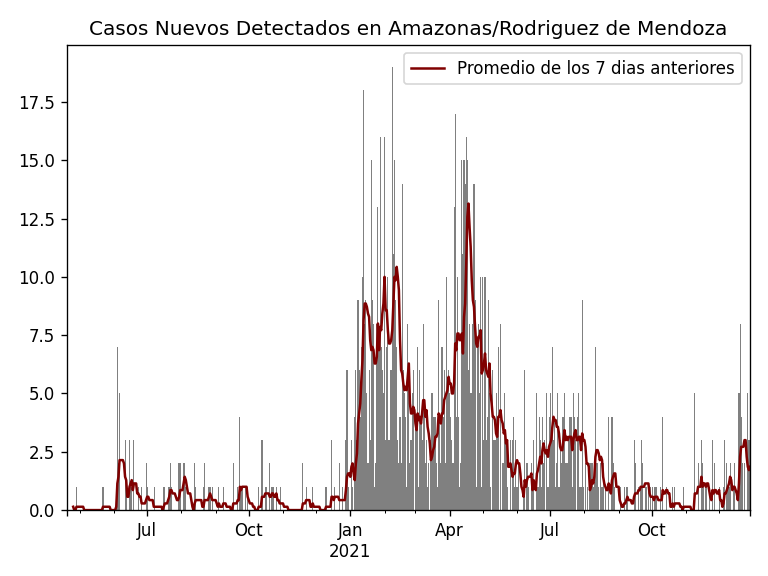 Casos Nuevos Detectados en Amazonas/Rodriguez de Mendoza
Promedio de los 7 dias anteriores
17.5
15.0
12.5
10.0
7.5
5.0
2.5
0.0
Jul
Oct
Jan
2021
Apr
Jul
Oct